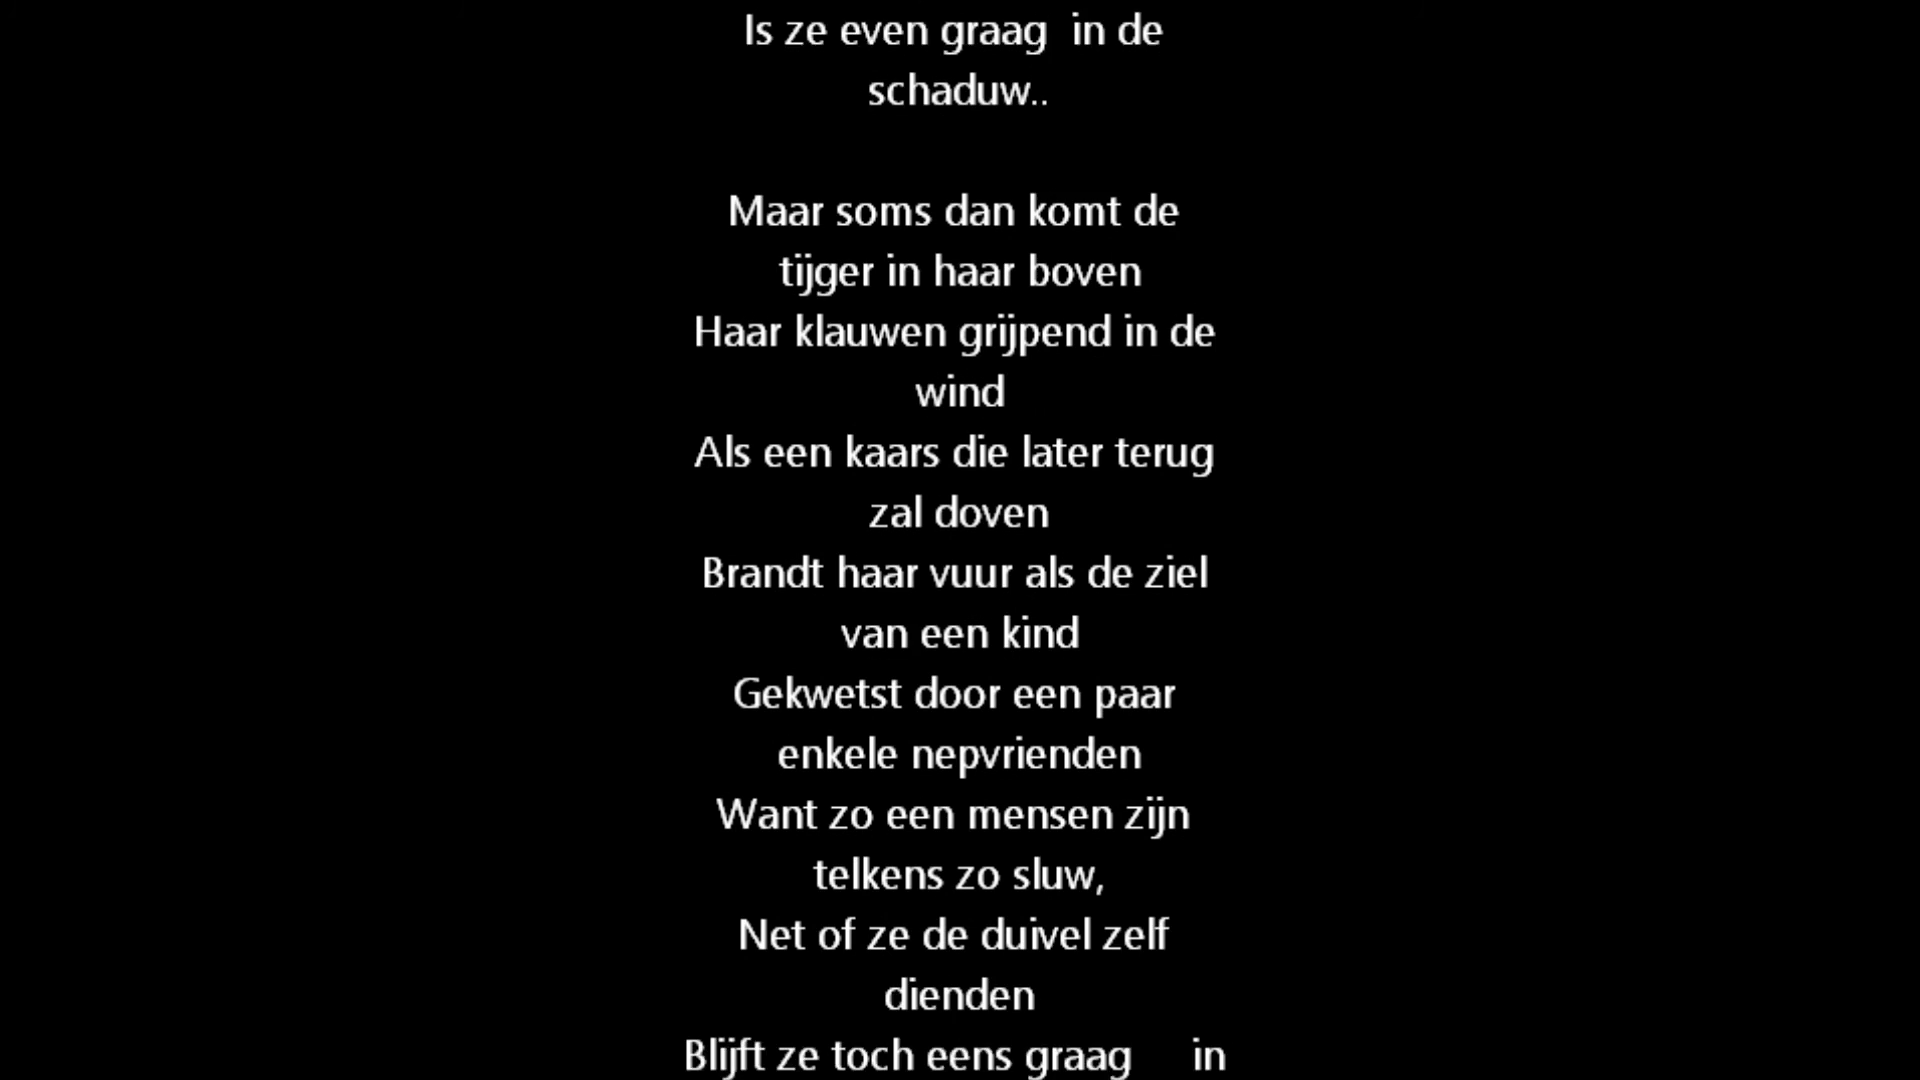 Is ze even graag  in de
schaduw..
Maar soms dan komt de
tijger in haar boven
Haar klauwen grijpend in de
wind
Als een kaars die later terug
zal doven
Brandt haar vuur als de ziel
van een kind
Gekwetst door een paar
enkele nepvrienden
Want zo een mensen zijn
telkens zo sluw,
Net of ze de duivel zelf
dienden
Blijft ze toch eens graag     in